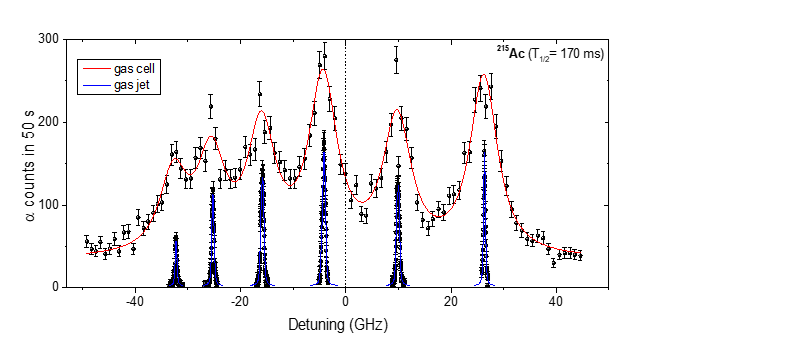 300
200
100
0
α counts in 50 s
gas cell
gas jet
²¹⁵Ac (T₁/₂= 170 ms)
-40 -20 0 20 40
Detuning (GHz)